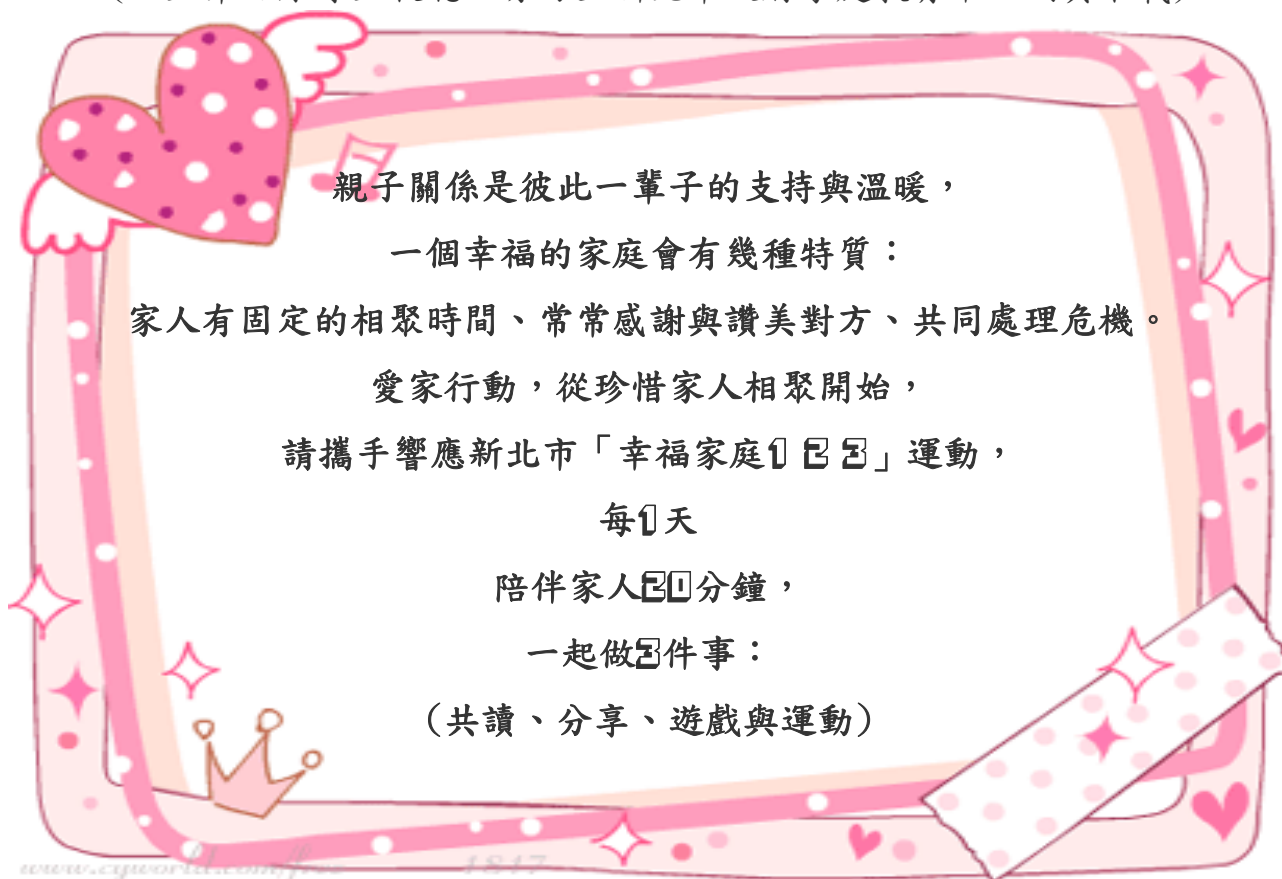 親子關係是彼此一輩子的支持與溫暖，
一個幸福的家庭會有幾種特質：
家人有固定的相聚時間、常常感謝與讚美對方、共同處理危機。
愛家行動，從珍惜家人相聚開始，
請攜手響應新北市「幸福家庭1 2 3」運動，
每1天
陪伴家人20分鐘，
一起做3件事：
（共讀、分享、遊戲與運動）
www.cyworld.com/
1817